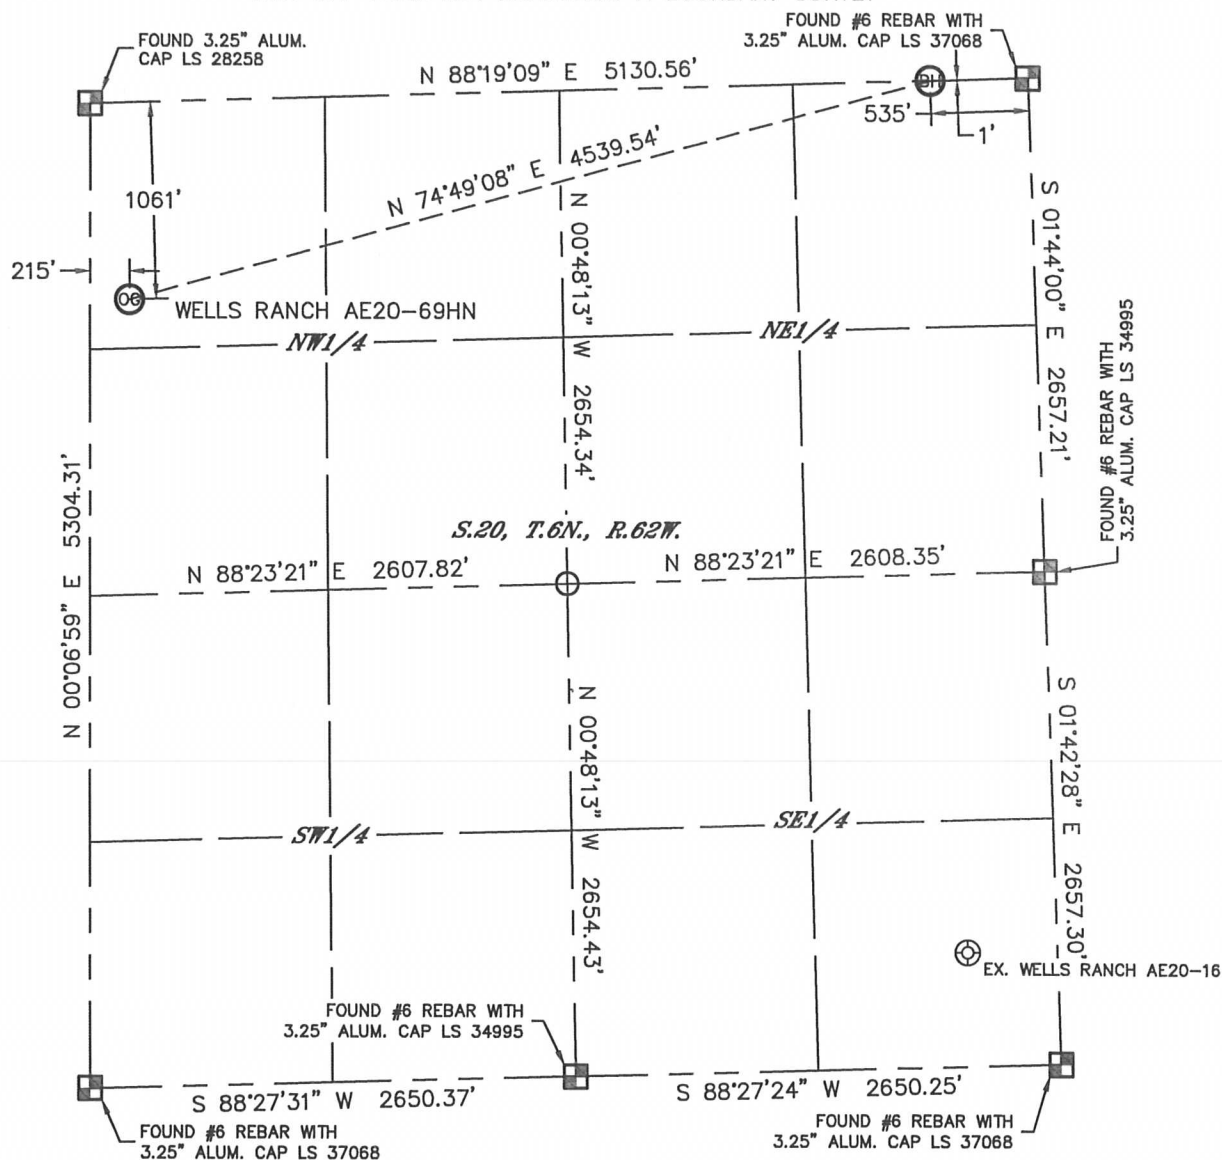 FOUND #6 REBAR WITH
3.25" ALUM. CAP LS 37068
FOUND 3.25" ALUM.
CAP LS 28258
N 88°19'09" E 5130.56'
BH
535'
1'
1061'
N 74°49'08" E 4539.54'
215'
OG
WELLS RANCH AE20-69HN
N 00°48'13" W 2654.34'
S 01°44'00" E 2657.21'
NW1/4
NE1/4
FOUND #6 REBAR WITH
3.25" ALUM. CAP LS 34995
N 00°06'59" E 5304.31'
S.20, T.6N., R.62W.
N 88°23'21" E 2607.82'
N 88°23'21" E 2608.35'
N 00°48'13" W 2654.43'
S 01°42'28" E 2657.30'
SW1/4
SE1/4
EX. WELLS RANCH AE20-16
FOUND #6 REBAR WITH
3.25" ALUM. CAP LS 34995
S 88°27'31" W 2650.37'
S 88°27'24" W 2650.25'
FOUND #6 REBAR WITH
3.25" ALUM. CAP LS 37068
FOUND #6 REBAR WITH
3.25" ALUM. CAP LS 37068